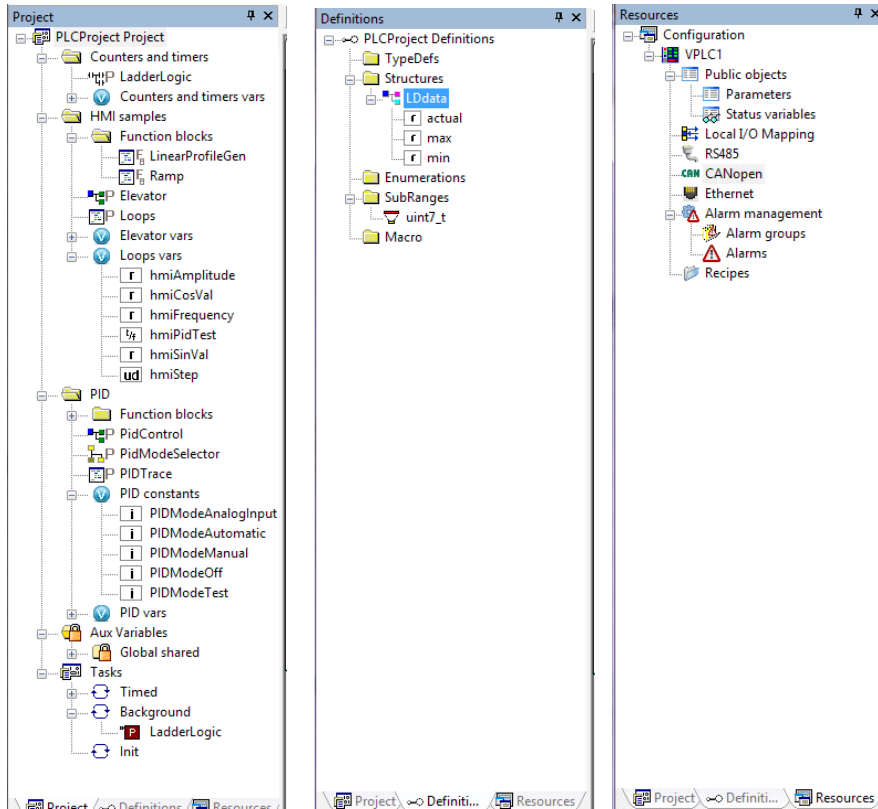 Project
PLCProject Project
Counters and timers
LadderLogic
Counters and timers vars
HMI samples
Function blocks
LinearProfileGen
Ramp
Elevator
Loops
Elevator vars
Loops vars
r hmiAmplitude
r hmiCosVal
r hmiFrequency
t/f hmiPidTest
r hmiSinVal
ud hmiStep
PID
Function blocks
PidControl
PidModeSelector
PIDTrace
PID constants
i PIDModeAnalogInput
i PIDModeAutomatic
i PIDModeManual
i PIDModeOff
i PIDModeTest
PID vars
Aux Variables
Global shared
Tasks
Timed
Background
P LadderLogic
Init
Project Definitions Resources
Definitions
PLCProject Definitions
TypeDefs
Structures
LDdata
r actual
r max
r min
Enumerations
SubRanges
uint7_t
Macro
Project Definiti... Resources
Resources
Configuration
VPLC1
Public objects
Parameters
Status variables
Local I/O Mapping
RS485
CAN CANopen
Ethernet
Alarm management
Alarm groups
Alarms
Recipes
Project Definiti... Resources